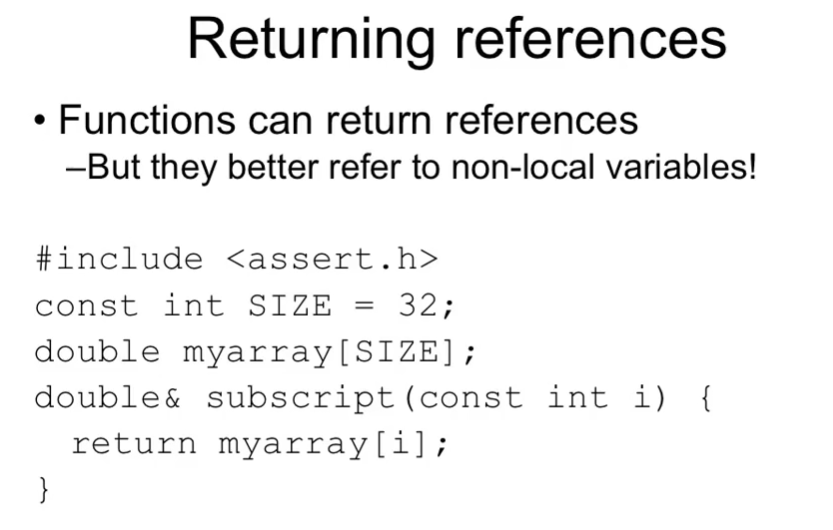 Returning references
• Functions can return references
–But they better refer to non-local variables!
#include <assert.h>
const int SIZE = 32;
double myarray[SIZE];
double& subscript(const int i) {
  return myarray[i];
}